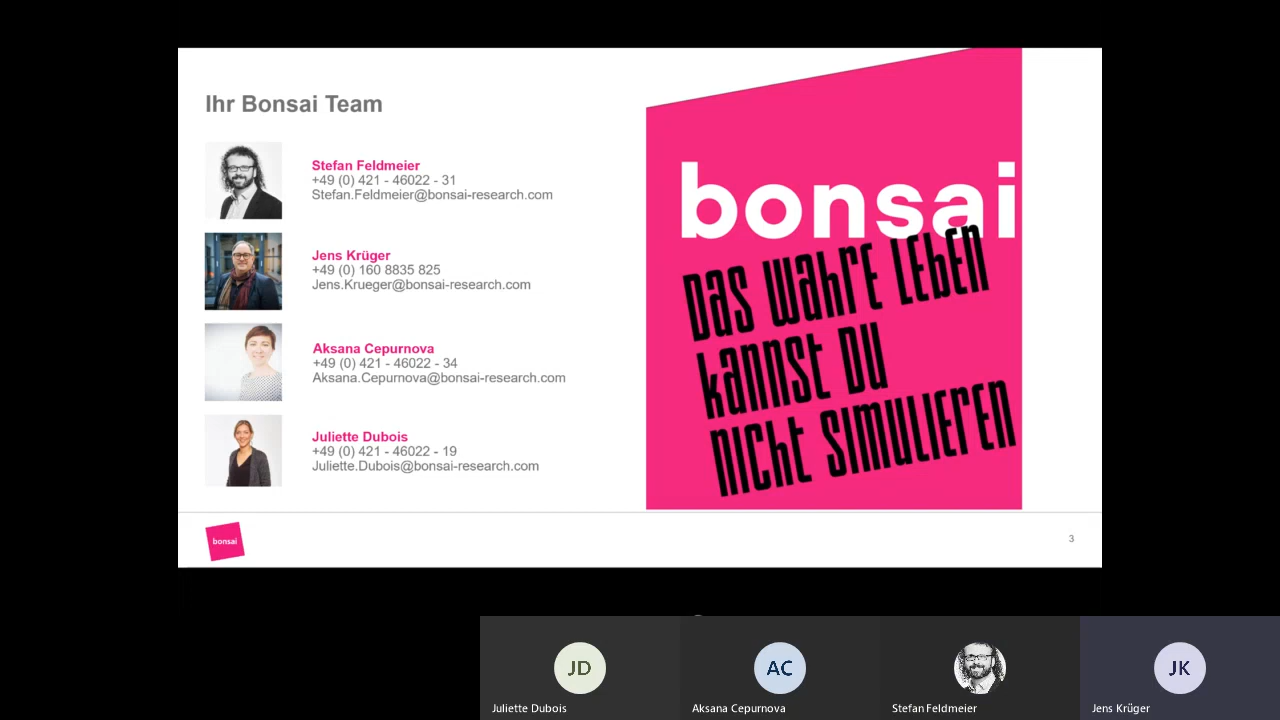 Ihr Bonsai Team
Stefan Feldmeier
+49 (0) 421 - 46022 - 31
Stefan.Feldmeier@bonsai-research.com
Jens Krüger
+49 (0) 160 8835 825
Jens.Krueger@bonsai-research.com
Aksana Cepurnova
+49 (0) 421 - 46022 - 34
Aksana.Cepurnova@bonsai-research.com
Juliette Dubois
+49 (0) 421 - 46022 - 19
Juliette.Dubois@bonsai-research.com
bonsai
Das wahre Leben
kannst Du
nicht simulieren
bonsai
3
JD
Juliette Dubois
AC
Aksana Cepurnova
Stefan Feldmeier
JK
Jens Krüger